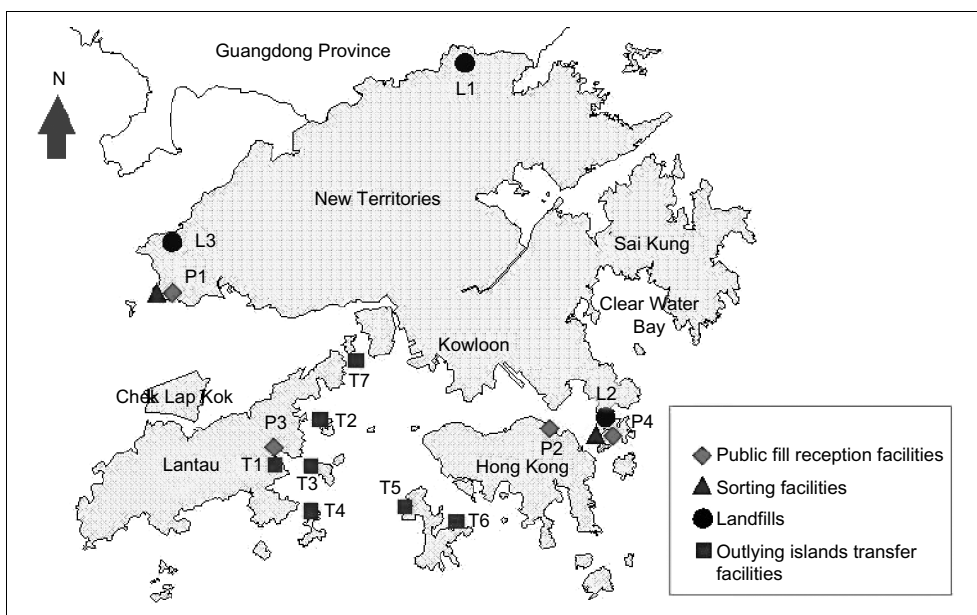 Guangdong Province
N
L1
New Territories
L3
Sai Kung
P1
Clear Water
Bay
Kowloon
T7
L2
Chek Lap Kok
P3
T2
P4
P2
Lantau
T1
Hong Kong
T3
T5
T4
T6
Public fill reception facilities
Sorting facilities
Landfills
Outlying islands transfer
facilities